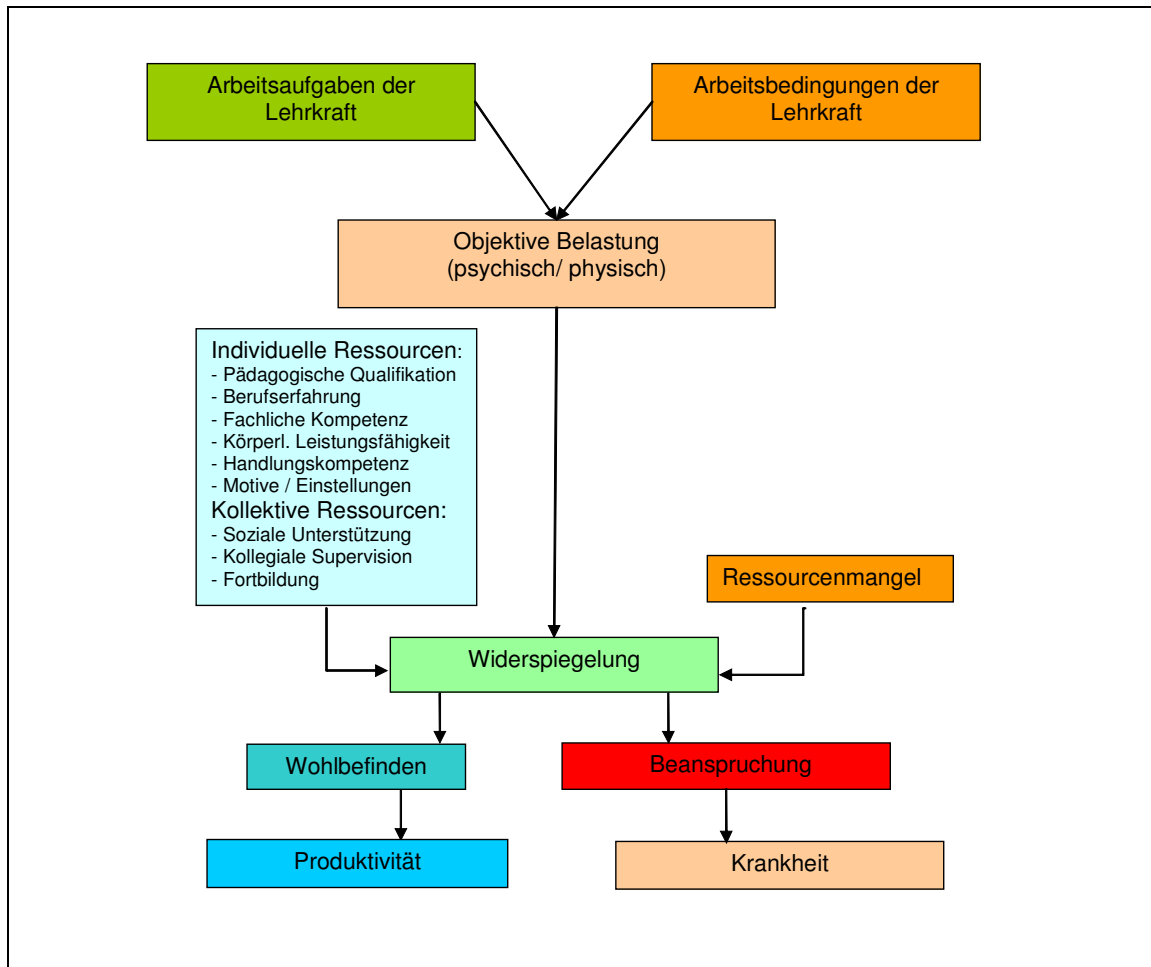 Arbeitsaufgaben der
Lehrkraft
Arbeitsbedingungen der
Lehrkraft
Objektive Belastung
(psychisch/ physisch)
Individuelle Ressourcen:
- Pädagogische Qualifikation
- Berufserfahrung
- Fachliche Kompetenz
- Körperl. Leistungsfähigkeit
- Handlungskompetenz
- Motive / Einstellungen
Kollektive Ressourcen:
- Soziale Unterstützung
- Kollegiale Supervision
- Fortbildung
Ressourcenmangel
Widerspiegelung
Wohlbefinden
Beanspruchung
Produktivität
Krankheit